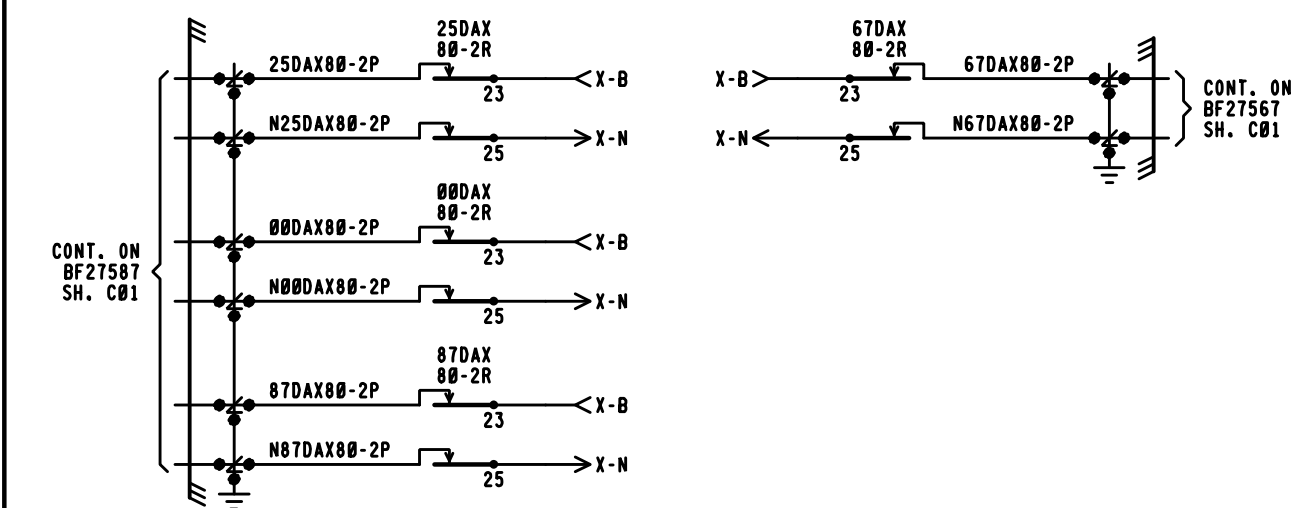 25DAX
80-2R
25DAX80-2P
X-B
23
N25DAX80-2P
X-N
25
00DAX
80-2R
00DAX80-2P
X-B
23
N00DAX80-2P
X-N
25
CONT. ON
BF27587
SH. C01
87DAX
80-2R
87DAX80-2P
X-B
23
N87DAX80-2P
X-N
25
67DAX
80-2R
X-B
67DAX80-2P
23
X-N
N67DAX80-2P
25
CONT. ON
BF27567
SH. C01